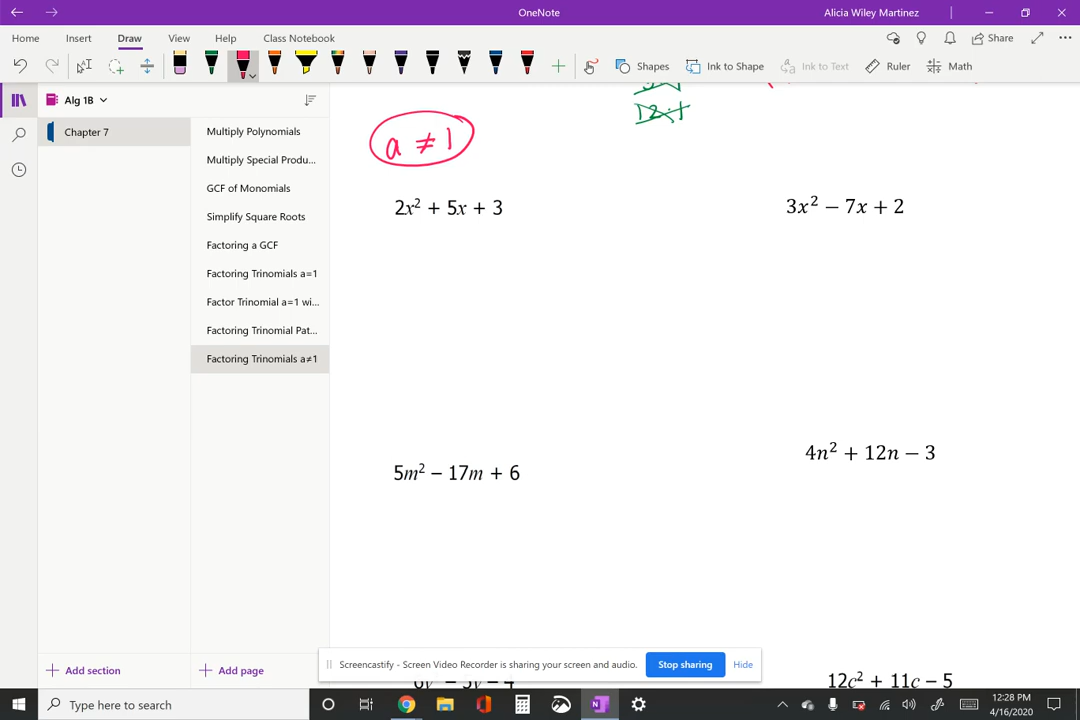 OneNote
Alicia Wiley Martinez
Home
Insert
Draw
View
Help
Class Notebook
Share
Shapes
Ink to Shape
Ink to Text
Ruler
Math
Alg 1B
Chapter 7
Multiply Polynomials
Multiply Special Produ...
GCF of Monomials
Simplify Square Roots
Factoring a GCF
Factoring Trinomials a=1
Factor Trinomial a=1 wi...
Factoring Trinomial Pat...
Factoring Trinomials a≠1
12·1
a ≠ 1
2x² + 5x + 3
3x² − 7x + 2
5m² − 17m + 6
4n² + 12n − 3
12c² + 11c − 5
Add section
Add page
Screencastify - Screen Video Recorder is sharing your screen and audio.
Stop sharing
Hide
Type here to search
12:28 PM
4/16/2020